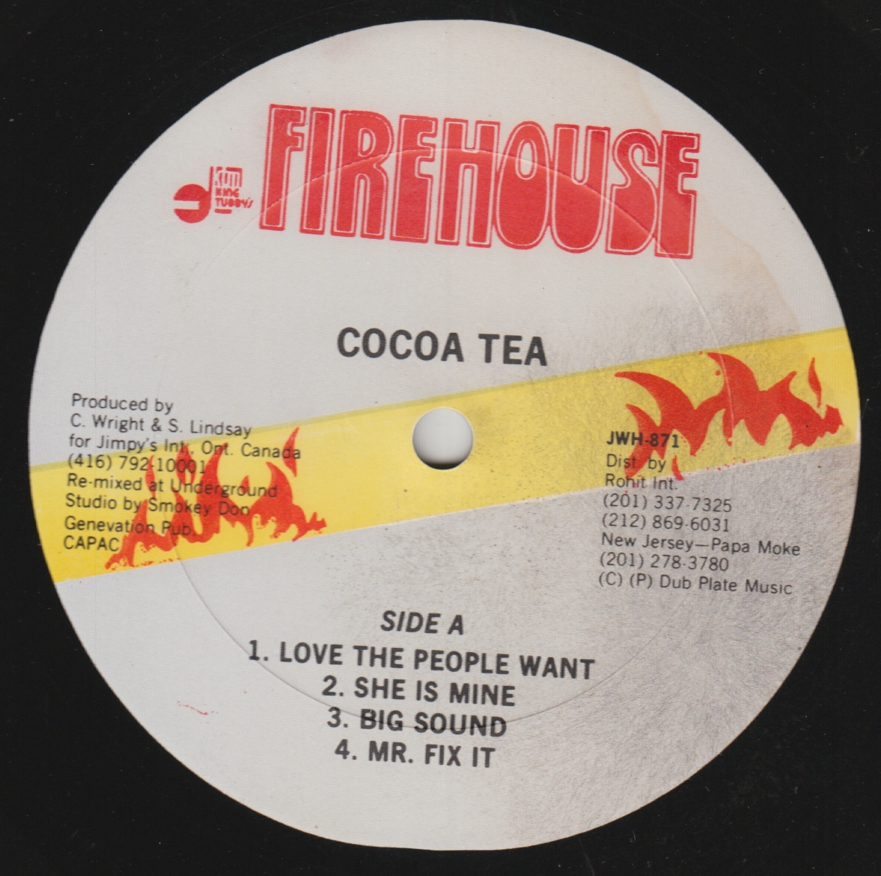 FIREHOUSE
KING
TUBBY'S
COCOA TEA
Produced by
C. Wright & S. Lindsay
for Jimpy's Int., Ont. Canada
(416) 792-10001
Re-mixed at Underground
Studio by Smokey Don
Genevation Pub.
CAPAC
JWH-871
Dist. by
Rohit Int.
(201) 337-7325
(212) 869-6031
New Jersey—Papa Moke
(201) 278-3780
(C) (P) Dub Plate Music
SIDE A
1. LOVE THE PEOPLE WANT
2. SHE IS MINE
3. BIG SOUND
4. MR. FIX IT